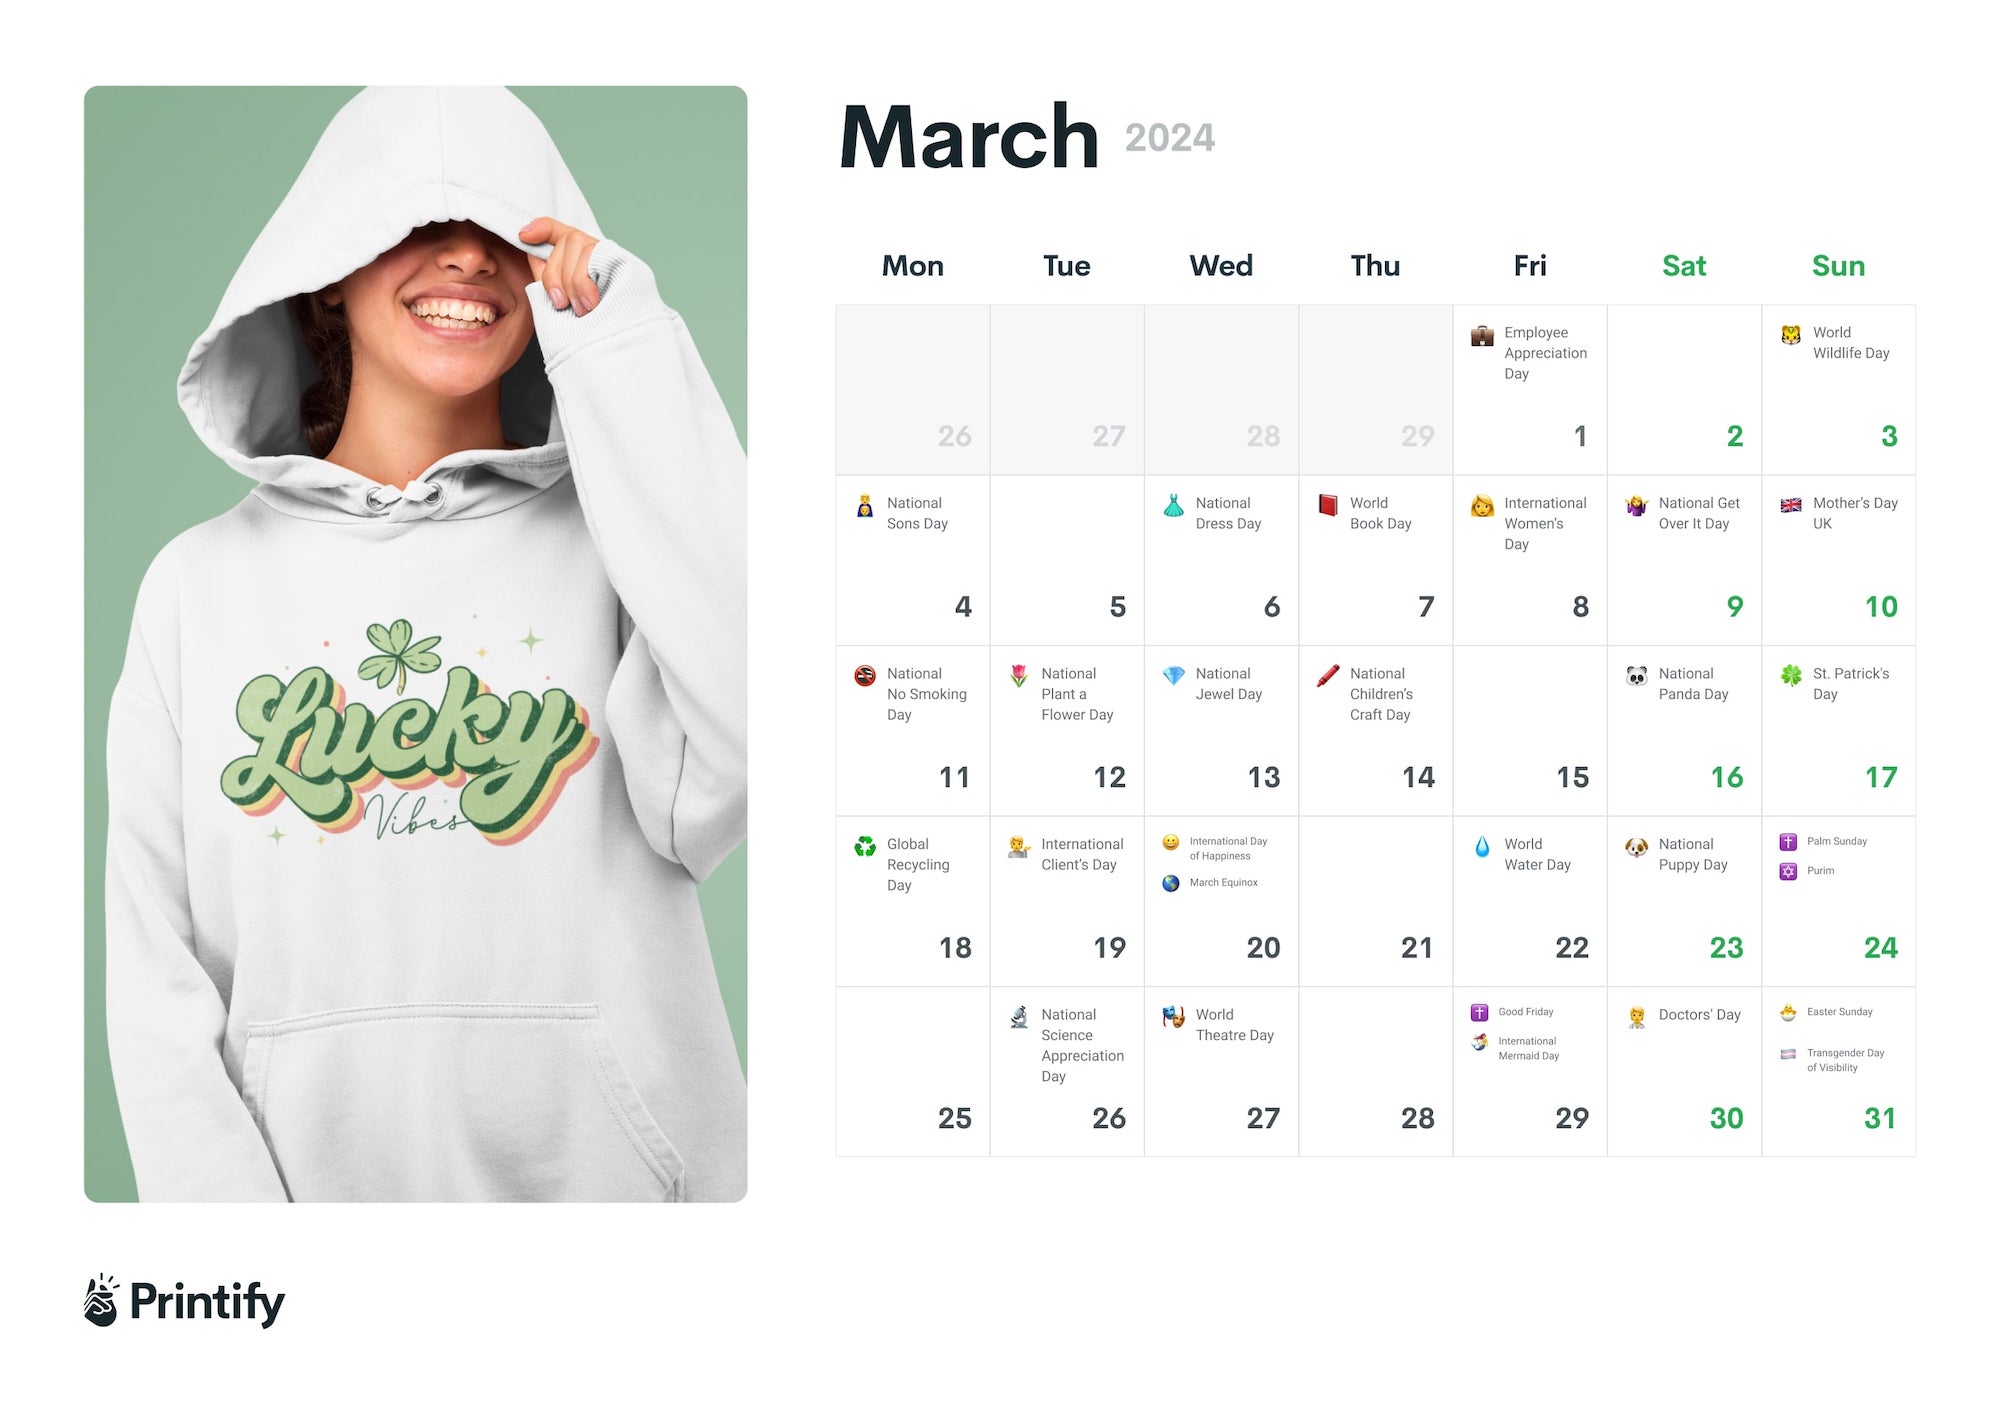 Lucky
Vibes
Printify
March 2024
Mon Tue Wed Thu Fri Sat Sun
Employee
Appreciation
Day
World
Wildlife Day
26 27 28 29 1 2 3
National
Sons Day
National
Dress Day
World
Book Day
International
Women's
Day
National Get
Over It Day
Mother's Day
UK
4 5 6 7 8 9 10
National
No Smoking
Day
National
Plant a
Flower Day
National
Jewel Day
National
Children's
Craft Day
National
Panda Day
St. Patrick's
Day
11 12 13 14 15 16 17
Global
Recycling
Day
International
Client's Day
International Day
of Happiness
March Equinox
World
Water Day
National
Puppy Day
Palm Sunday
Purim
18 19 20 21 22 23 24
National
Science
Appreciation
Day
World
Theatre Day
Good Friday
International
Mermaid Day
Doctors' Day
Easter Sunday
Transgender Day
of Visibility
25 26 27 28 29 30 31